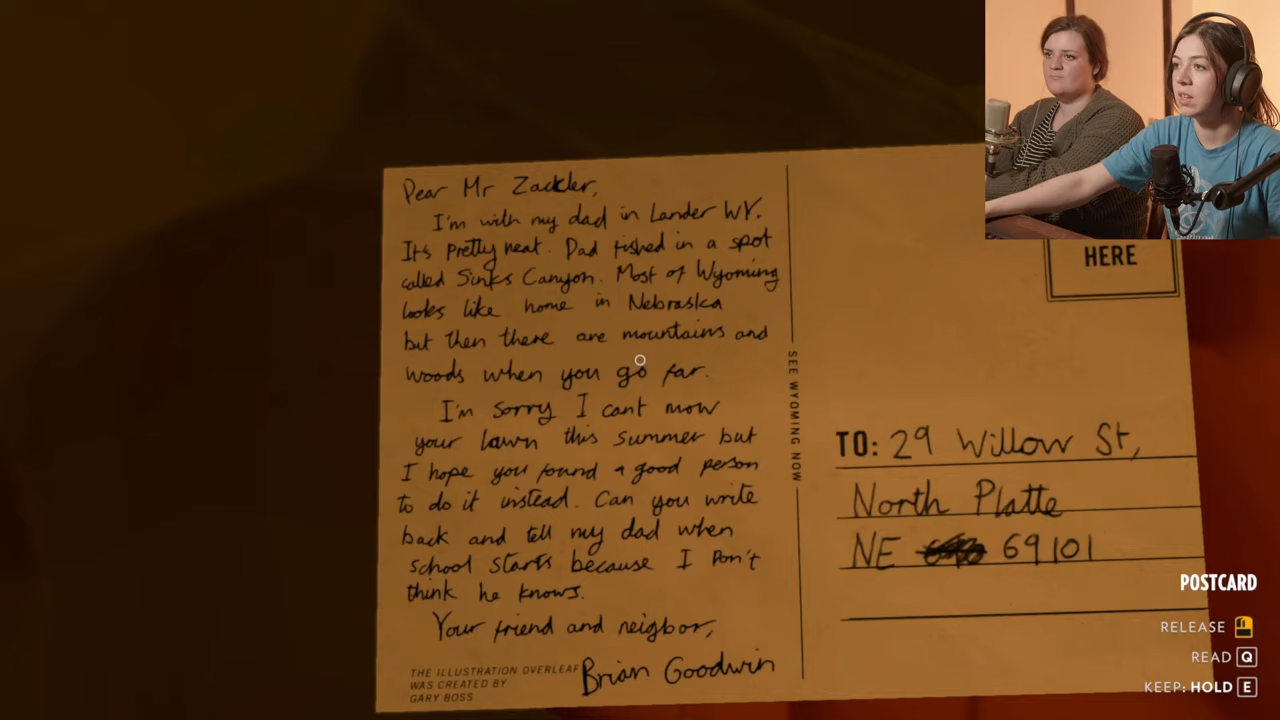 Dear Mr Zackler,
I'm with my dad in Lander WY.
It's pretty neat. Dad fished in a spot
called Sinks Canyon. Most of Wyoming
looks like home in Nebraska
but then there are mountains and
woods when you go far.
I'm sorry I cant mow
your lawn this summer but
I hope you found a good person
to do it instead. Can you write
back and tell my dad when
school starts because I Don't
think he knows.
Your friend and neigbor,
Brian Goodwin
THE ILLUSTRATION OVERLEAF
WAS CREATED BY
GARY BOSS
SEE WYOMING NOW
HERE
TO: 29 Willow St,
North Platte
NE 69101
POSTCARD
RELEASE
READ Q
KEEP: HOLD E